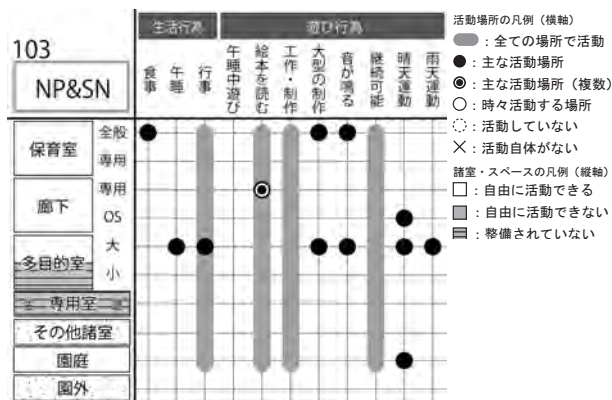 生活行為
遊び行為
103
NP&SN
食事
午睡
行事
午睡中遊び
絵本を読む
工作・制作
大型の制作
音が鳴る
継続可能
晴天運動
雨天運動
保育室
全般
専用
廊下
専用
OS
多目的室
大
小
専用室
その他諸室
園庭
園外
活動場所の凡例（横軸）
：全ての場所で活動
：主な活動場所
：主な活動場所（複数）
：時々活動する場所
：活動していない
：活動自体がない
諸室・スペースの凡例（縦軸）
：自由に活動できる
：自由に活動できない
：整備されていない